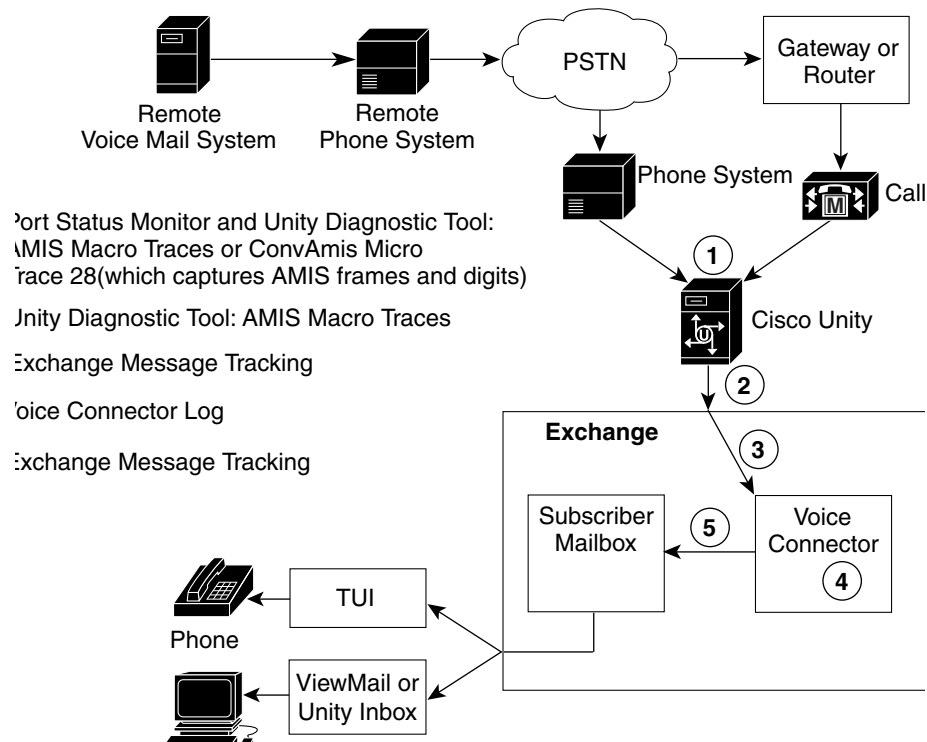 PSTN
Gateway or
Router
Remote
Voice Mail System
Remote
Phone System
Phone System
M
Call
Port Status Monitor and Unity Diagnostic Tool:
AMIS Macro Traces or ConvAmis Micro
Trace 28(which captures AMIS frames and digits)
Unity Diagnostic Tool: AMIS Macro Traces
Exchange Message Tracking
Voice Connector Log
Exchange Message Tracking
1
U
Cisco Unity
2
Exchange
3
Subscriber
Mailbox
5
Voice
Connector
4
TUI
Phone
ViewMail or
Unity Inbox